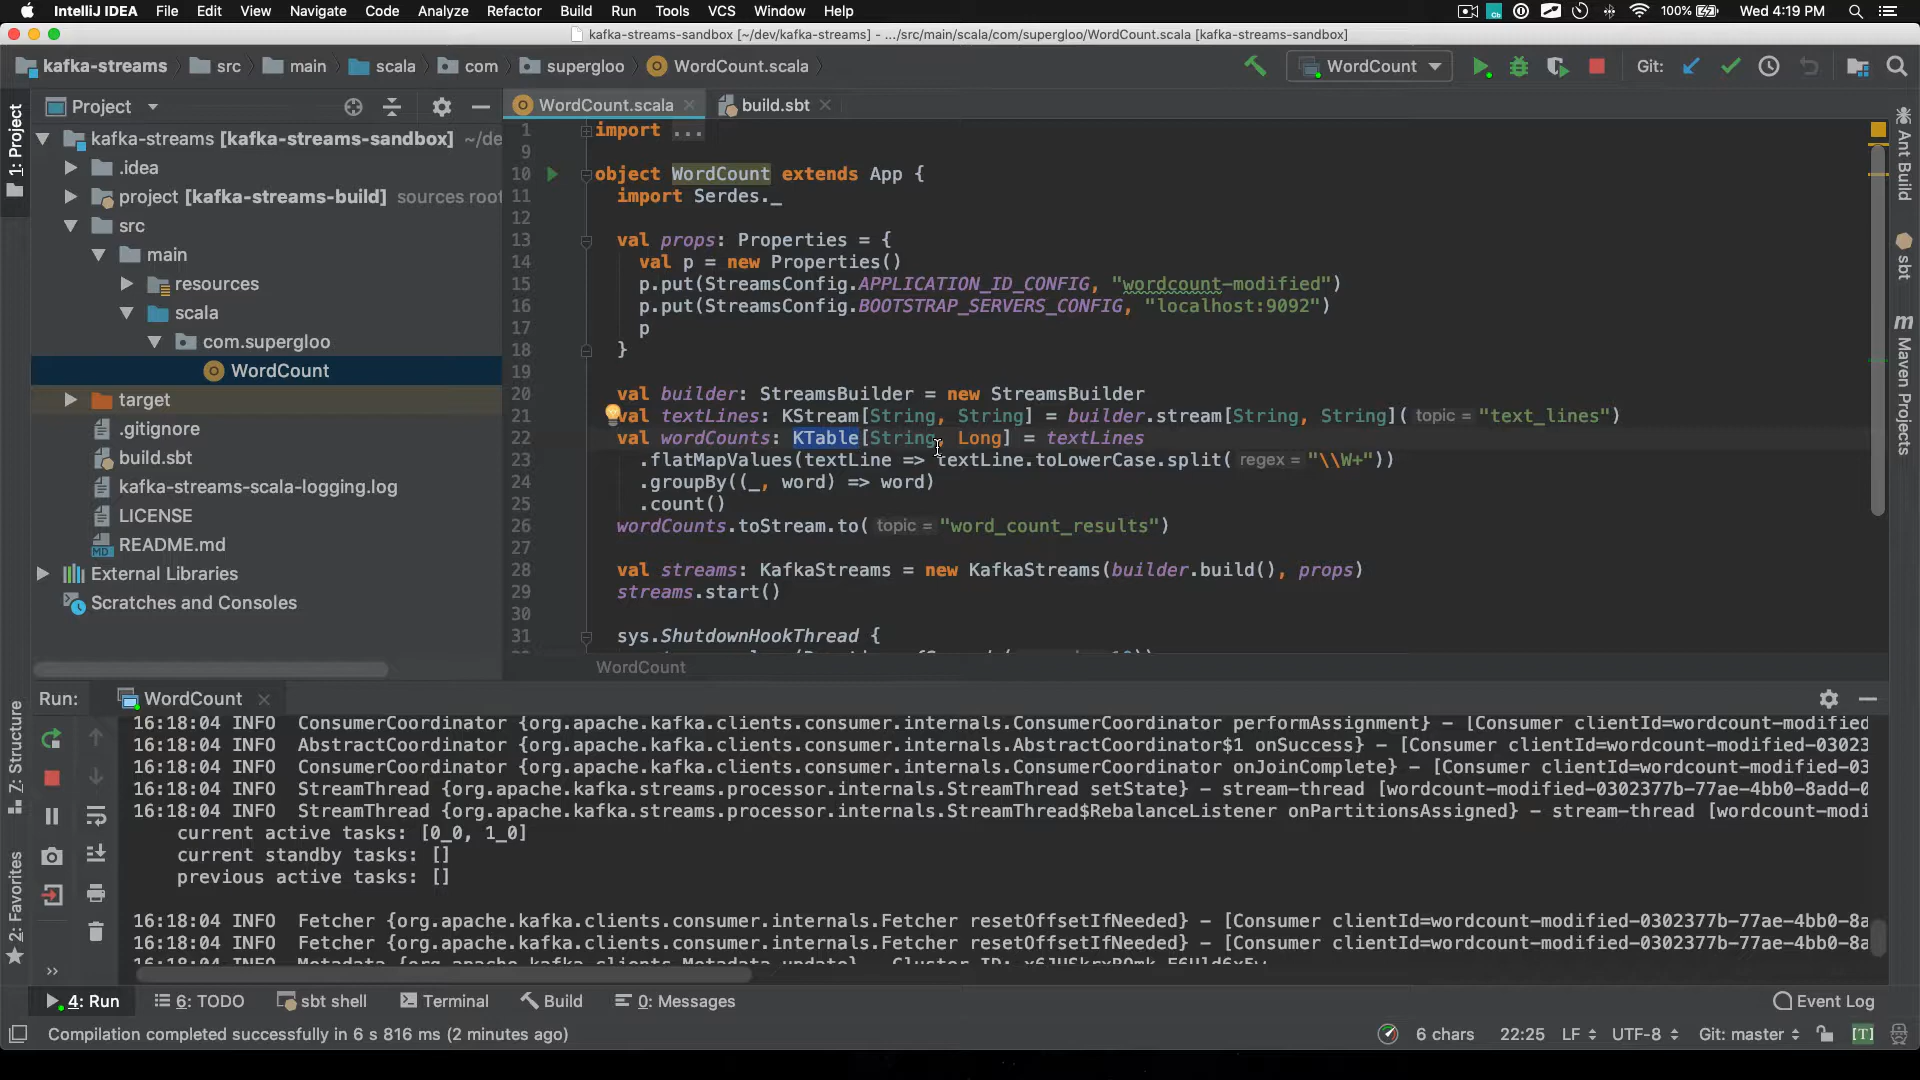 IntelliJ IDEA File Edit View Navigate Code Analyze Refactor Build Run Tools VCS Window Help 100% Wed 4:19 PM
kafka-streams-sandbox [~/dev/kafka-streams] - .../src/main/scala/com/supergloo/WordCount.scala [kafka-streams-sandbox]
kafka-streams src main scala com supergloo WordCount.scala WordCount Git:
1: Project
Project
WordCount.scala build.sbt
kafka-streams [kafka-streams-sandbox] ~/de
.idea
project [kafka-streams-build] sources root
src
main
resources
scala
com.supergloo
WordCount
target
.gitignore
build.sbt
kafka-streams-scala-logging.log
LICENSE
README.md
External Libraries
Scratches and Consoles
1 import ...
9
10 object WordCount extends App {
11 import Serdes._
12
13 val props: Properties = {
14 val p = new Properties()
15 p.put(StreamsConfig.APPLICATION_ID_CONFIG, "wordcount-modified")
16 p.put(StreamsConfig.BOOTSTRAP_SERVERS_CONFIG, "localhost:9092")
17 p
18 }
19
20 val builder: StreamsBuilder = new StreamsBuilder
21 val textLines: KStream[String, String] = builder.stream[String, String]( topic = "text_lines")
22 val wordCounts: KTable[String, Long] = textLines
23 .flatMapValues(textLine => textLine.toLowerCase.split( regex = "\\W+"))
24 .groupBy((_, word) => word)
25 .count()
26 wordCounts.toStream.to( topic = "word_count_results")
27
28 val streams: KafkaStreams = new KafkaStreams(builder.build(), props)
29 streams.start()
30
31 sys.ShutdownHookThread {
WordCount
Ant Build
sbt
Maven Projects
Z: Structure
2: Favorites
Run: WordCount
16:18:04 INFO ConsumerCoordinator {org.apache.kafka.clients.consumer.internals.ConsumerCoordinator performAssignment} – [Consumer clientId=wordcount-modified
16:18:04 INFO AbstractCoordinator {org.apache.kafka.clients.consumer.internals.AbstractCoordinator$1 onSuccess} – [Consumer clientId=wordcount-modified-03023
16:18:04 INFO ConsumerCoordinator {org.apache.kafka.clients.consumer.internals.ConsumerCoordinator onJoinComplete} – [Consumer clientId=wordcount-modified-03
16:18:04 INFO StreamThread {org.apache.kafka.streams.processor.internals.StreamThread setState} – stream-thread [wordcount-modified-0302377b-77ae-4bb0-8add-0
16:18:04 INFO StreamThread {org.apache.kafka.streams.processor.internals.StreamThread$RebalanceListener onPartitionsAssigned} – stream-thread [wordcount-modi
current active tasks: [0_0, 1_0]
current standby tasks: []
previous active tasks: []
16:18:04 INFO Fetcher {org.apache.kafka.clients.consumer.internals.Fetcher resetOffsetIfNeeded} – [Consumer clientId=wordcount-modified-0302377b-77ae-4bb0-8a
16:18:04 INFO Fetcher {org.apache.kafka.clients.consumer.internals.Fetcher resetOffsetIfNeeded} – [Consumer clientId=wordcount-modified-0302377b-77ae-4bb0-8a
4: Run 6: TODO sbt shell Terminal Build 0: Messages Event Log
Compilation completed successfully in 6 s 816 ms (2 minutes ago) 6 chars 22:25 LF UTF-8 Git: master [T]